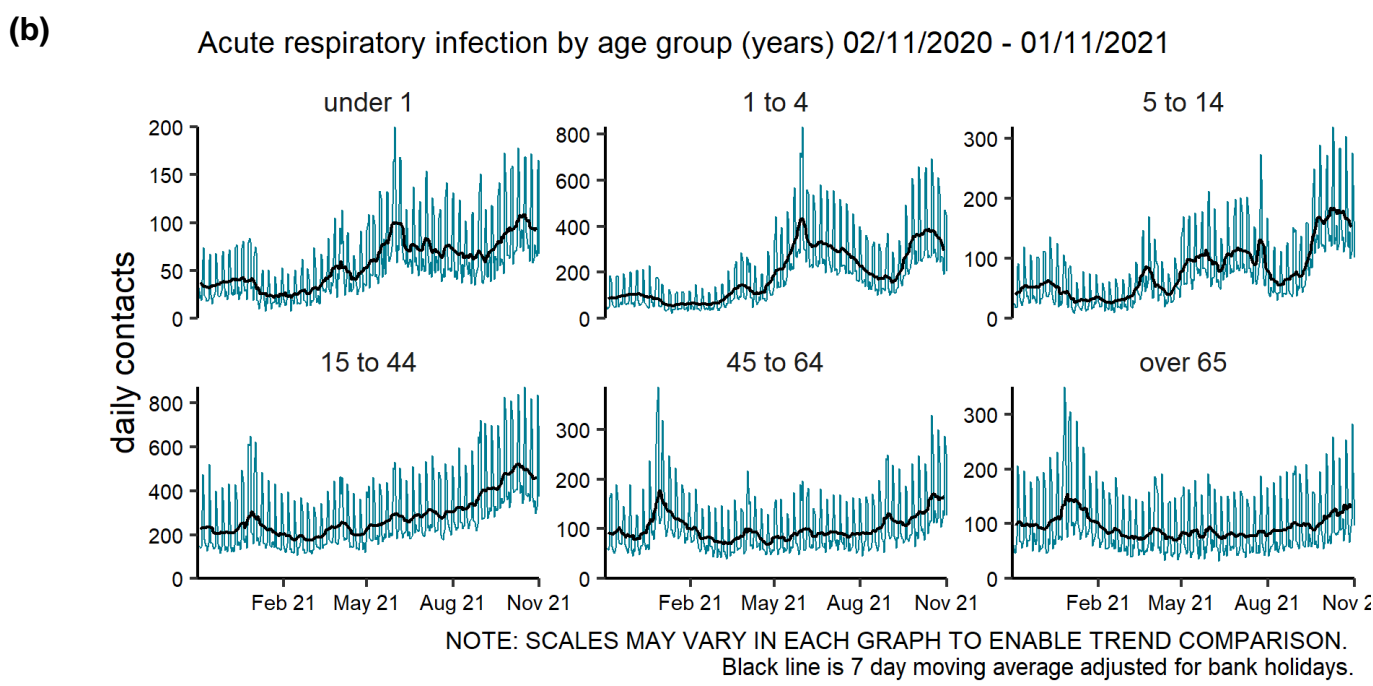 (b)
Acute respiratory infection by age group (years) 02/11/2020 - 01/11/2021
under 1
1 to 4
5 to 14
200
150
100
50
0
800
600
400
200
0
300
200
100
0
daily contacts
15 to 44
45 to 64
over 65
800
600
400
200
0
300
200
100
0
300
200
100
0
Feb 21 May 21 Aug 21 Nov 21
Feb 21 May 21 Aug 21 Nov 21
Feb 21 May 21 Aug 21 Nov 2
NOTE: SCALES MAY VARY IN EACH GRAPH TO ENABLE TREND COMPARISON.
Black line is 7 day moving average adjusted for bank holidays.